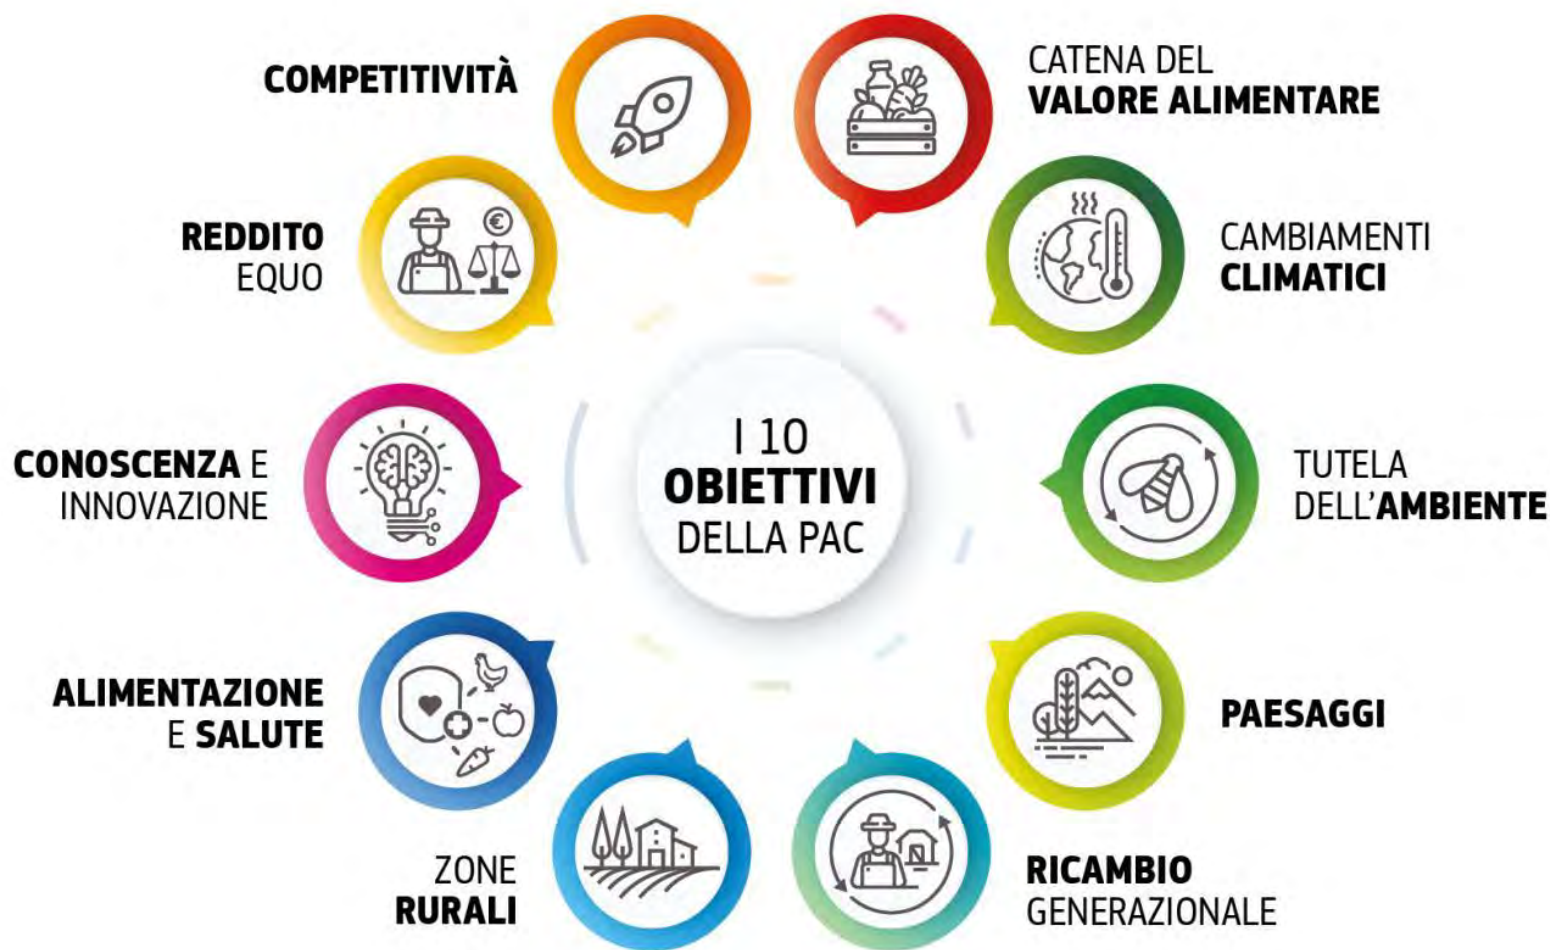 COMPETITIVITÀ
CATENA DEL
VALORE ALIMENTARE
REDDITO
EQUO
€
CAMBIAMENTI
CLIMATICI
CONOSCENZA E
INNOVAZIONE
I 10
OBIETTIVI
DELLA PAC
TUTELA
DELL'AMBIENTE
ALIMENTAZIONE
E SALUTE
PAESAGGI
ZONE
RURALI
RICAMBIO
GENERAZIONALE